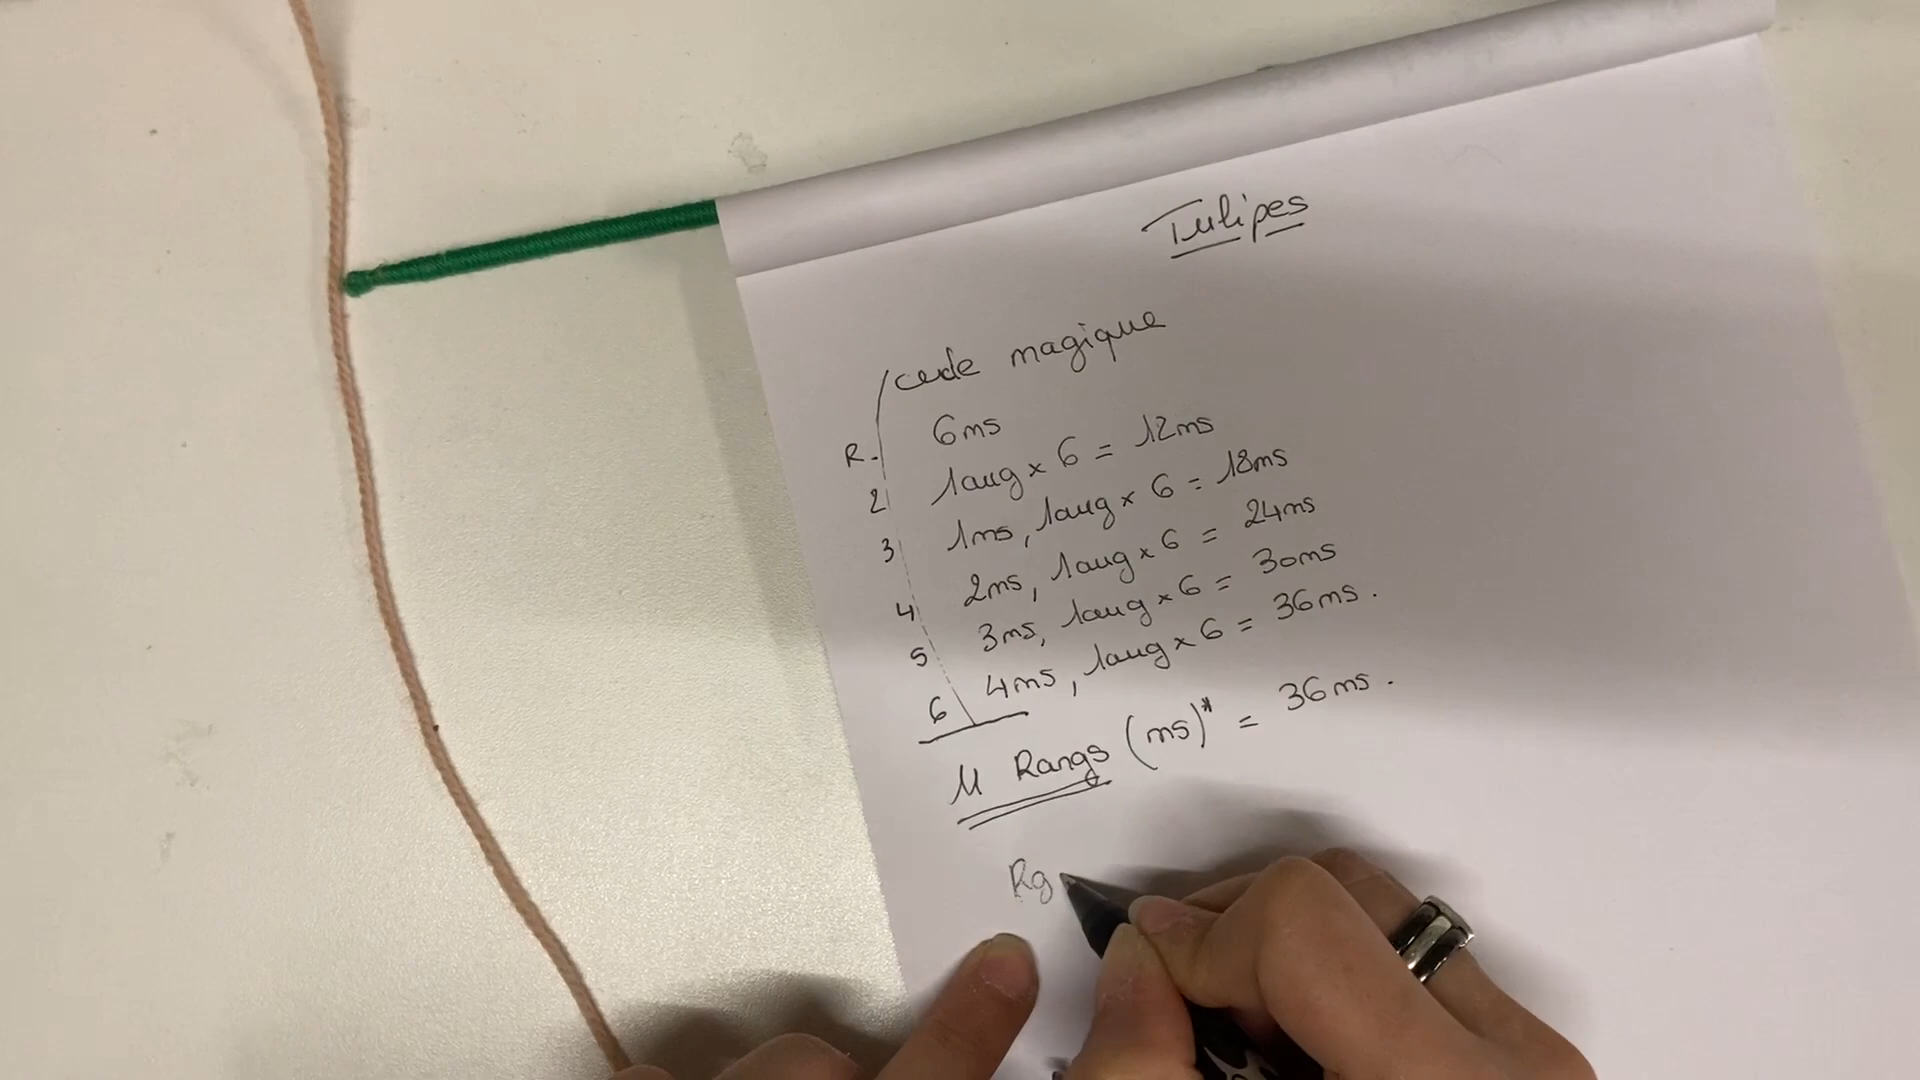 Tulipes
cercle magique
R. 6ms
2 1aug × 6 = 12ms
3 1ms, 1aug × 6 = 18ms
4 2ms, 1aug × 6 = 24ms
5 3ms, 1aug × 6 = 30ms
6 4ms, 1aug × 6 = 36ms.
11 Rangs (ms)* = 36ms.
Rg